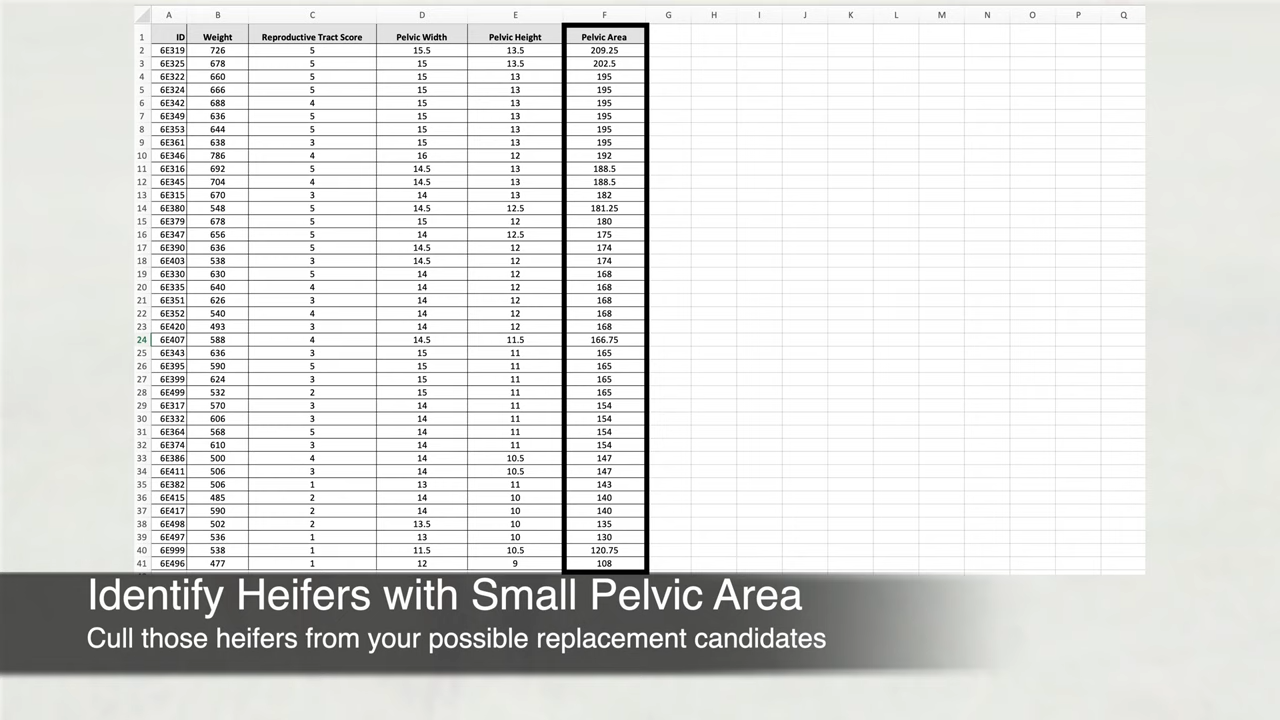 A B C D E F G H I J K L M N O P Q
1 ID Weight Reproductive Tract Score Pelvic Width Pelvic Height Pelvic Area
2 6E319 726 5 15.5 13.5 209.25
3 6E325 678 5 15 13.5 202.5
4 6E322 660 5 15 13 195
5 6E324 666 5 15 13 195
6 6E342 688 4 15 13 195
7 6E349 636 5 15 13 195
8 6E353 644 5 15 13 195
9 6E361 638 3 15 13 195
10 6E346 786 4 16 12 192
11 6E316 692 5 14.5 13 188.5
12 6E345 704 4 14.5 13 188.5
13 6E315 670 3 14 13 182
14 6E380 548 5 14.5 12.5 181.25
15 6E379 678 5 15 12 180
16 6E347 656 5 14 12.5 175
17 6E390 636 5 14.5 12 174
18 6E403 538 3 14.5 12 174
19 6E330 630 5 14 12 168
20 6E335 640 4 14 12 168
21 6E351 626 3 14 12 168
22 6E352 540 4 14 12 168
23 6E420 493 3 14 12 168
24 6E407 588 4 14.5 11.5 166.75
25 6E343 636 3 15 11 165
26 6E395 590 5 15 11 165
27 6E399 624 3 15 11 165
28 6E499 532 2 15 11 165
29 6E317 570 3 14 11 154
30 6E332 606 3 14 11 154
31 6E364 568 5 14 11 154
32 6E374 610 3 14 11 154
33 6E386 500 4 14 10.5 147
34 6E411 506 3 14 10.5 147
35 6E382 506 1 13 11 143
36 6E415 485 2 14 10 140
37 6E417 590 2 14 10 140
38 6E498 502 2 13.5 10 135
39 6E497 536 1 13 10 130
40 6E999 538 1 11.5 10.5 120.75
41 6E496 477 1 12 9 108
Identify Heifers with Small Pelvic Area
Cull those heifers from your possible replacement candidates